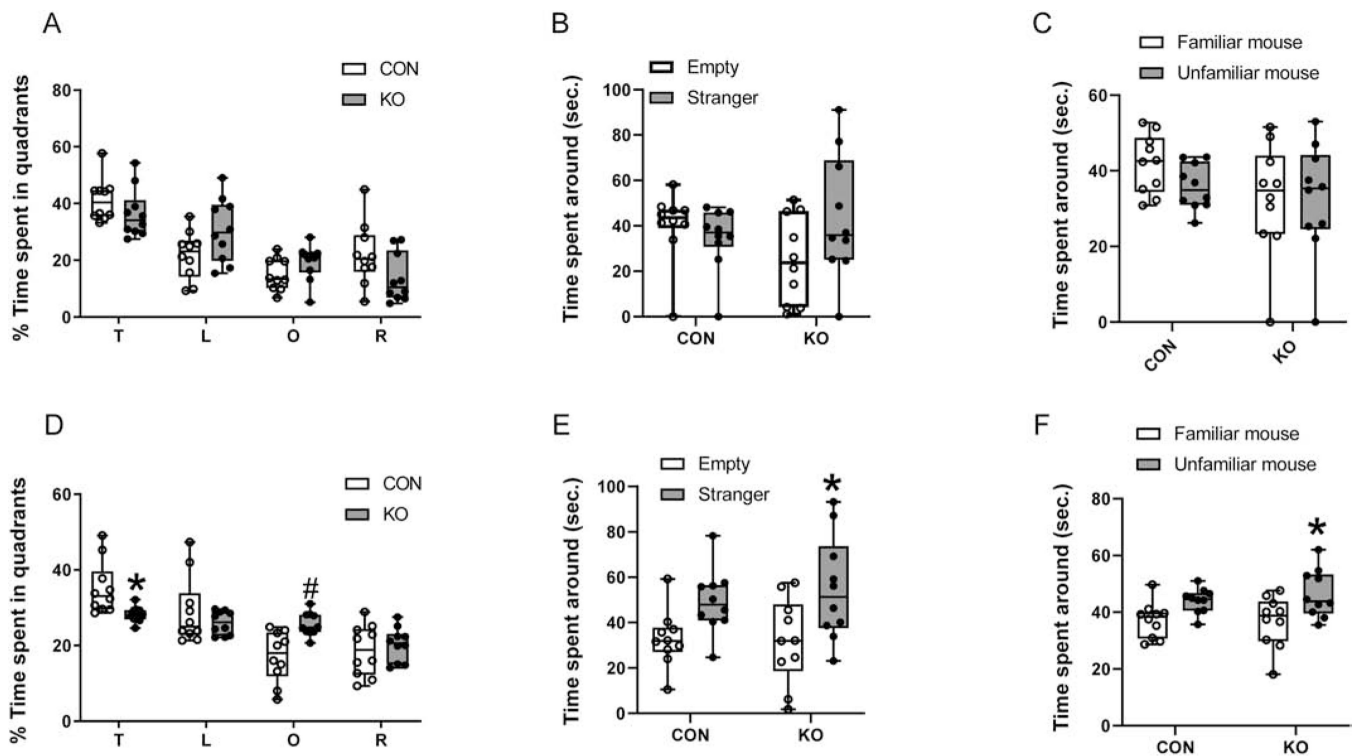 A
CON
KO
% Time spent in quadrants
80
60
40
20
0
T L O R
B
Empty
Stranger
Time spent around (sec.)
100
80
60
40
20
0
CON KO
C
Familiar mouse
Unfamiliar mouse
Time spent around (sec.)
60
40
20
0
CON KO
D
CON
KO
% Time spent in quadrants
60
40
20
0
*
#
T L O R
E
Empty
Stranger
Time spent around (sec.)
100
80
60
40
20
0
*
CON KO
F
Familiar mouse
Unfamiliar mouse
Time spent around (sec.)
80
60
40
20
0
*
CON KO